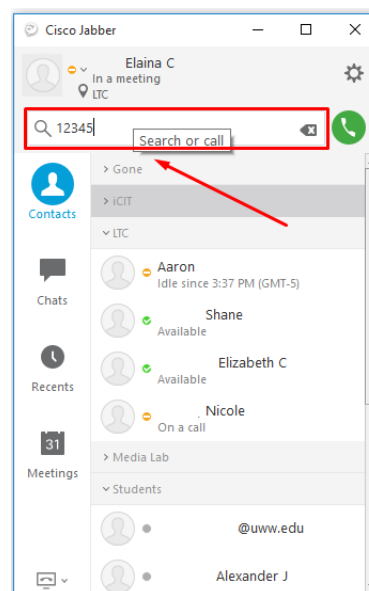 Cisco Jabber
Elaina C
In a meeting
LTC
12345
Search or call
Contacts
Gone
iCIT
LTC
Aaron
Idle since 3:37 PM (GMT-5)
Shane
Available
Chats
Elizabeth C
Available
Recents
Nicole
On a call
31
Meetings
Media Lab
Students
@uww.edu
Alexander J